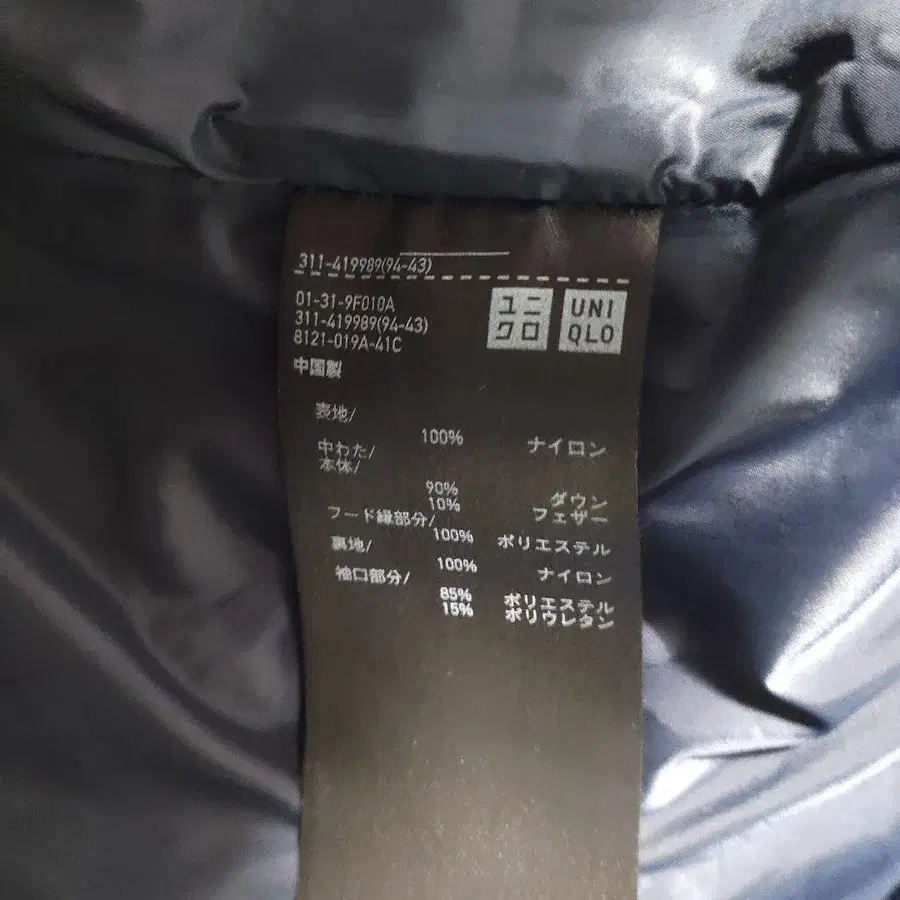 311-419989(94-43)
01-31-9F010A
311-419989(94-43)
8121-019A-41C
中国製
ユニ
クロ
UNI
QLO
表地/
100% ナイロン
中わた/
本体/
90% ダウン
10% フェザー
フード縁部分/
100% ポリエステル
裏地/
100% ナイロン
袖口部分/
85% ポリエステル
15% ポリウレタン